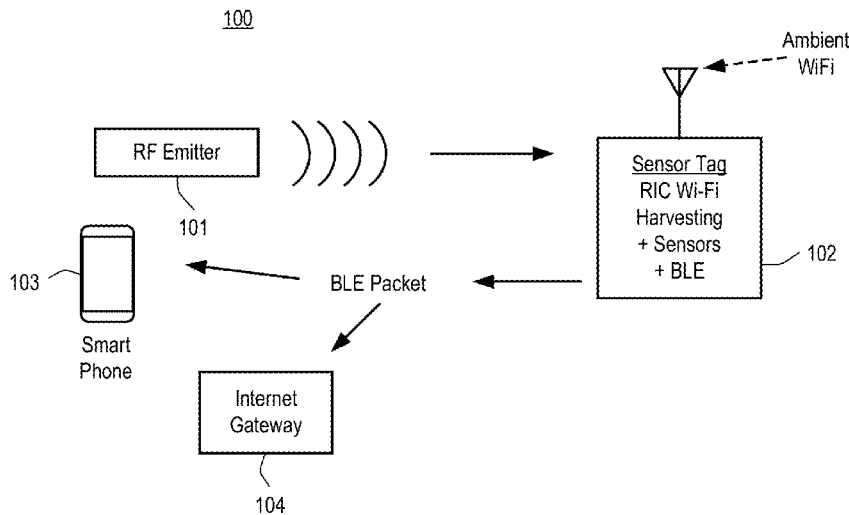 100
Ambient
WiFi
RF Emitter
101
Sensor Tag
RIC Wi-Fi
Harvesting
+ Sensors
+ BLE
102
103
Smart
Phone
BLE Packet
Internet
Gateway
104